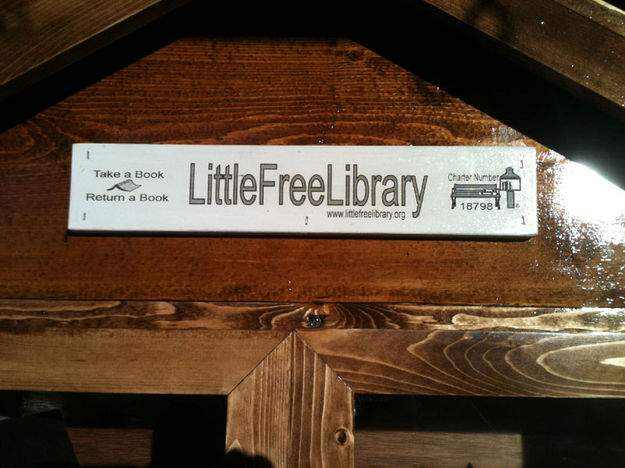 Take a Book
Return a Book
LittleFreeLibrary
www.littlefreelibrary.org
Charter Number
18798